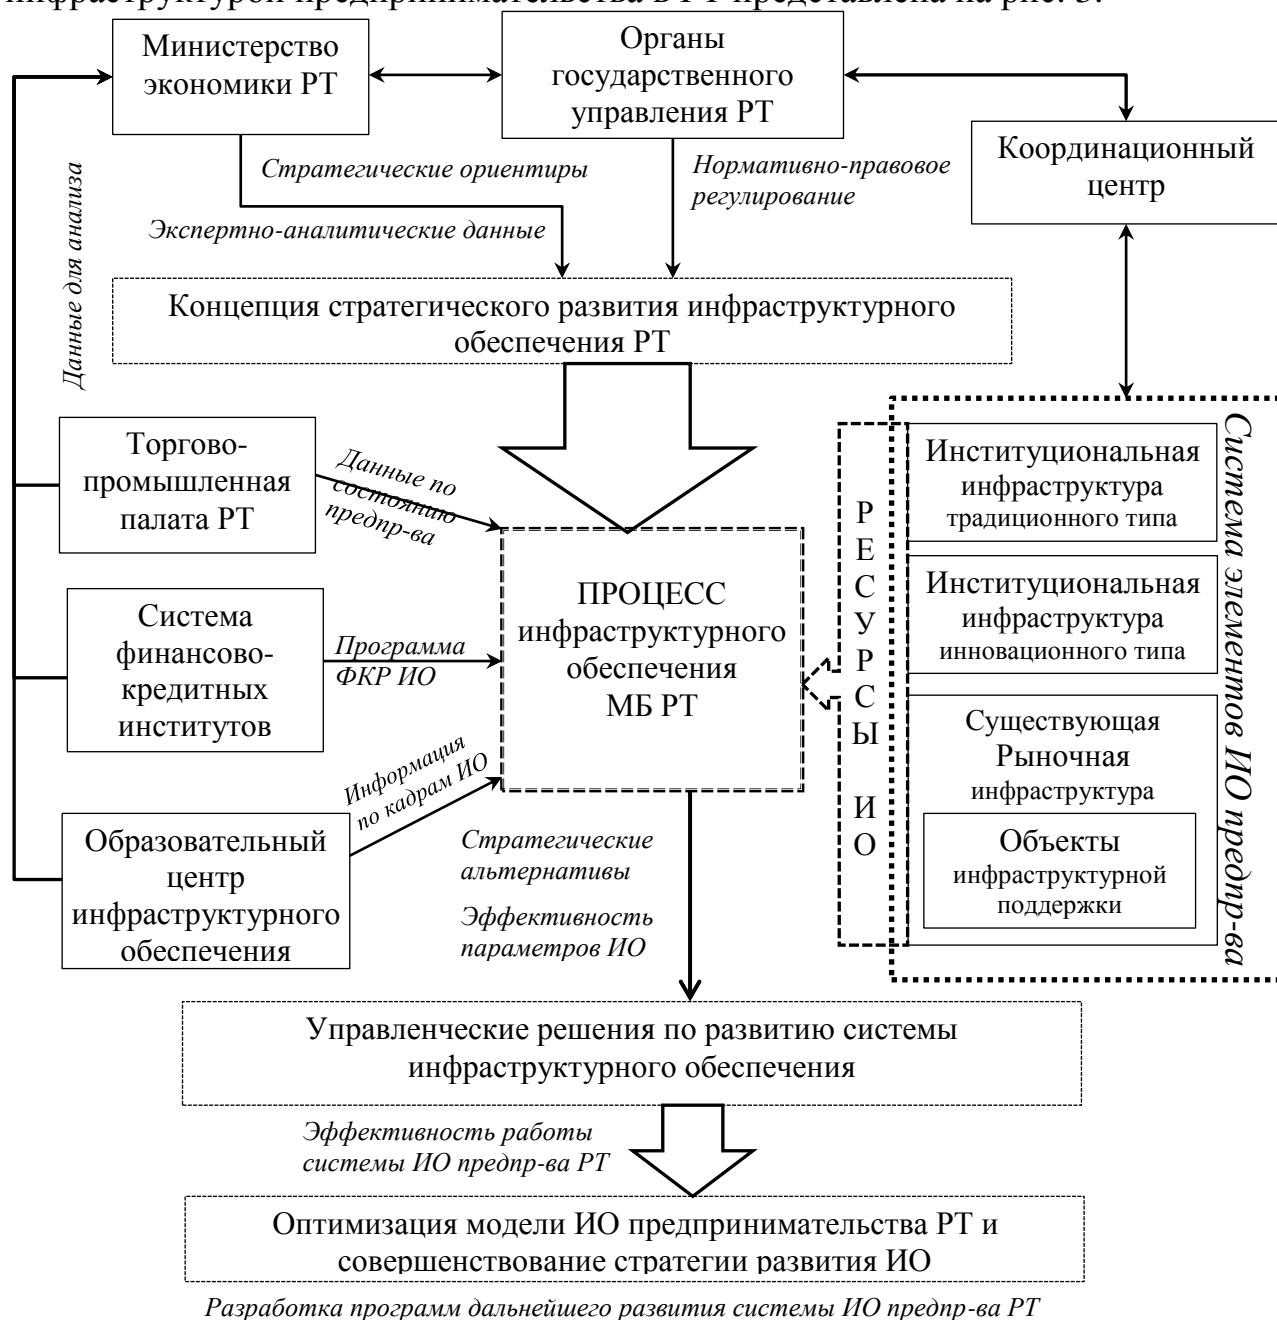 инфраструктурой предпринимательства в РТ представлена на рис. 3.
Министерство
экономики РТ
Органы
государственного
управления РТ
Координационный
центр
Стратегические ориентиры
Нормативно-правовое
регулирование
Экспертно-аналитические данные
Данные для анализа
Концепция стратегического развития инфраструктурного
обеспечения РТ
Торгово-
промышленная
палата РТ
Данные по
состоянию
предпр-ва
Система
финансово-
кредитных
институтов
Программа
ФКР ИО
Образовательный
центр
инфраструктурного
обеспечения
Информация
по кадрам ИО
ПРОЦЕСС
инфраструктурного
обеспечения
МБ РТ
РЕСУРСЫ ИО
Институциональная
инфраструктура
традиционного типа
Институциональная
инфраструктура
инновационного типа
Существующая
Рыночная
инфраструктура
Объекты
инфраструктурной
поддержки
Система элементов ИО предпр-ва
Стратегические
альтернативы
Эффективность
параметров ИО
Управленческие решения по развитию системы
инфраструктурного обеспечения
Эффективность работы
системы ИО предпр-ва РТ
Оптимизация модели ИО предпринимательства РТ и
совершенствование стратегии развития ИО
Разработка программ дальнейшего развития системы ИО предпр-ва РТ